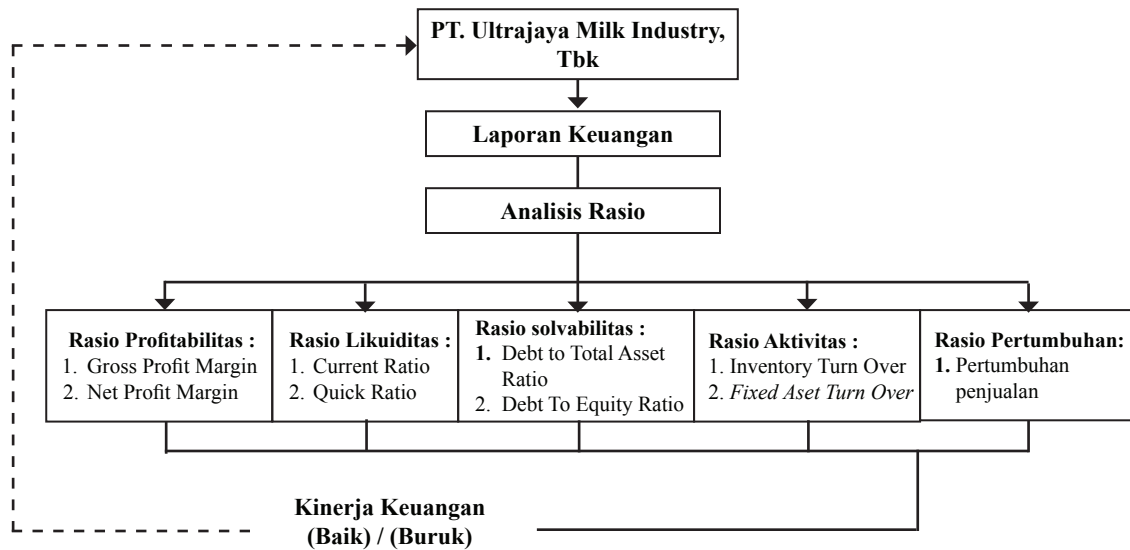 PT. Ultrajaya Milk Industry,
Tbk
Laporan Keuangan
Analisis Rasio
Rasio Profitabilitas :
1. Gross Profit Margin
2. Net Profit Margin
Rasio Likuiditas :
1. Current Ratio
2. Quick Ratio
Rasio solvabilitas :
1. Debt to Total Asset
Ratio
2. Debt To Equity Ratio
Rasio Aktivitas :
1. Inventory Turn Over
2. Fixed Aset Turn Over
Rasio Pertumbuhan:
1. Pertumbuhan
penjualan
Kinerja Keuangan
(Baik) / (Buruk)